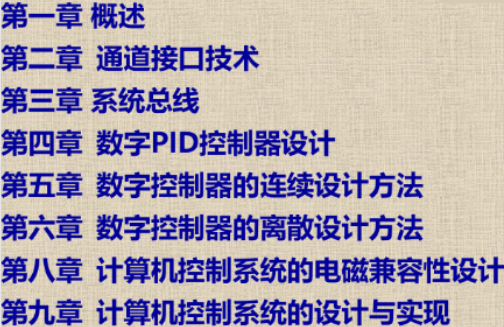 第一章 概述
第二章 通道接口技术
第三章 系统总线
第四章 数字PID控制器设计
第五章 数字控制器的连续设计方法
第六章 数字控制器的离散设计方法
第八章 计算机控制系统的电磁兼容性设计
第九章 计算机控制系统的设计与实现